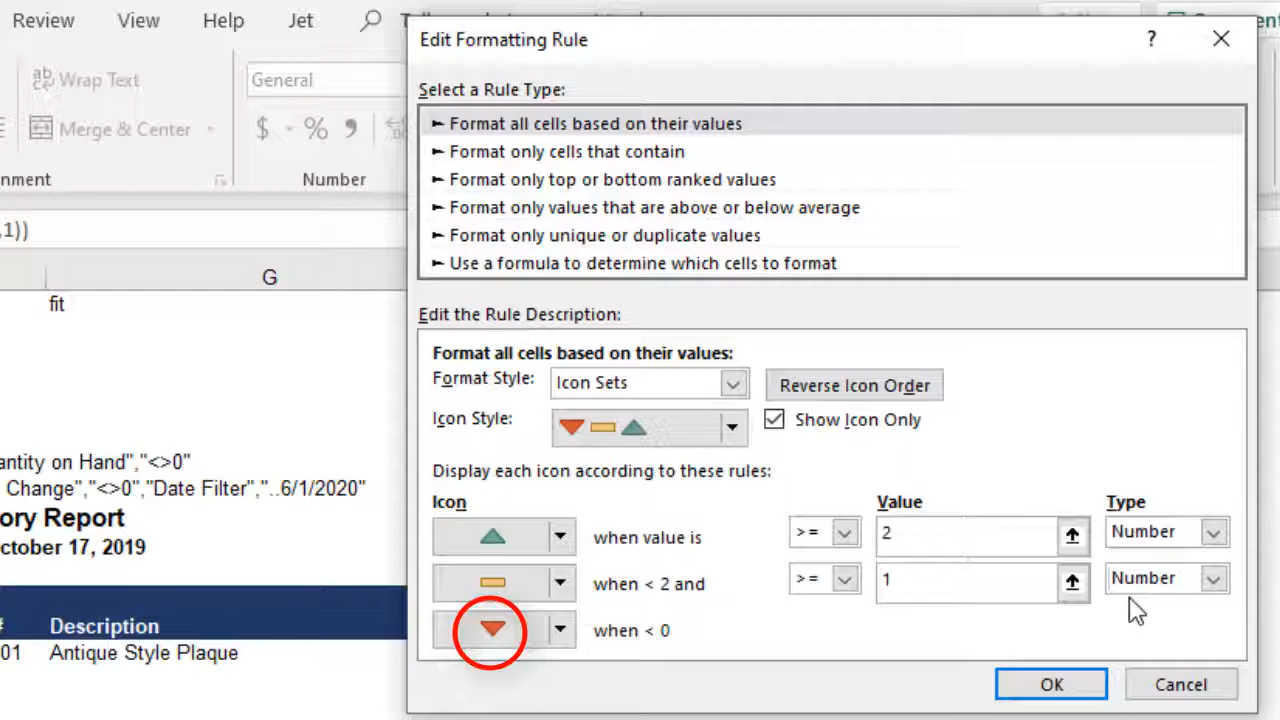 Review View Help Jet
Edit Formatting Rule ?
Wrap Text
General
Merge & Center
$ % ,
nment
Number
,1))
G
fit
antity on Hand","<>0"
Change","<>0","Date Filter","..6/1/2020"
ory Report
ctober 17, 2019
# Description
01 Antique Style Plaque
Select a Rule Type:
► Format all cells based on their values
► Format only cells that contain
► Format only top or bottom ranked values
► Format only values that are above or below average
► Format only unique or duplicate values
► Use a formula to determine which cells to format
Edit the Rule Description:
Format all cells based on their values:
Format Style: Icon Sets Reverse Icon Order
Icon Style: Show Icon Only
Display each icon according to these rules:
Icon Value Type
when value is >= 2 Number
when < 2 and >= 1 Number
when < 0
OK Cancel